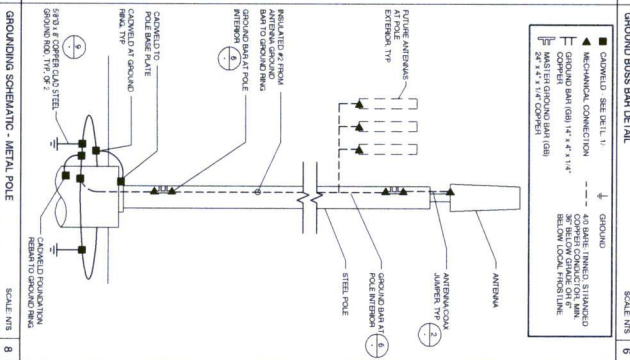 GROUND BUSS BAR DETAIL
SCALE: NTS
6
CADWELD - SEE DETL. 1/
MECHANICAL CONNECTION
GROUND BAR (GB) 14" x 4" x 1/4"
COPPER
MASTER GROUND BAR (GB)
24" x 4" x 1/4" COPPER
GROUND
4/0 BARE, TINNED, STRANDED
COPPER CONDUCTOR, MIN.
36" BELOW GRADE OR 6"
BELOW LOCAL FROSTLINE
FUTURE ANTENNAS
AT POLE
EXTERIOR, TYP
INSULATED #2 FROM
ANTENNA GROUND
BAR TO GROUND RING
GROUND BAR AT POLE
INTERIOR
6
-
CADWELD TO
POLE BASE PLATE
CADWELD AT GROUND
RING, TYP
5/8"D x 8' COPPER CLAD STEEL
GROUND ROD, TYP. OF 2
9
-
ANTENNA
ANTENNA COAX
JUMPER, TYP
2
-
GROUND BAR AT
POLE INTERIOR
6
-
STEEL POLE
CADWELD FOUNDATION
REBAR TO GROUND RING
GROUNDING SCHEMATIC - METAL POLE
SCALE: NTS
8